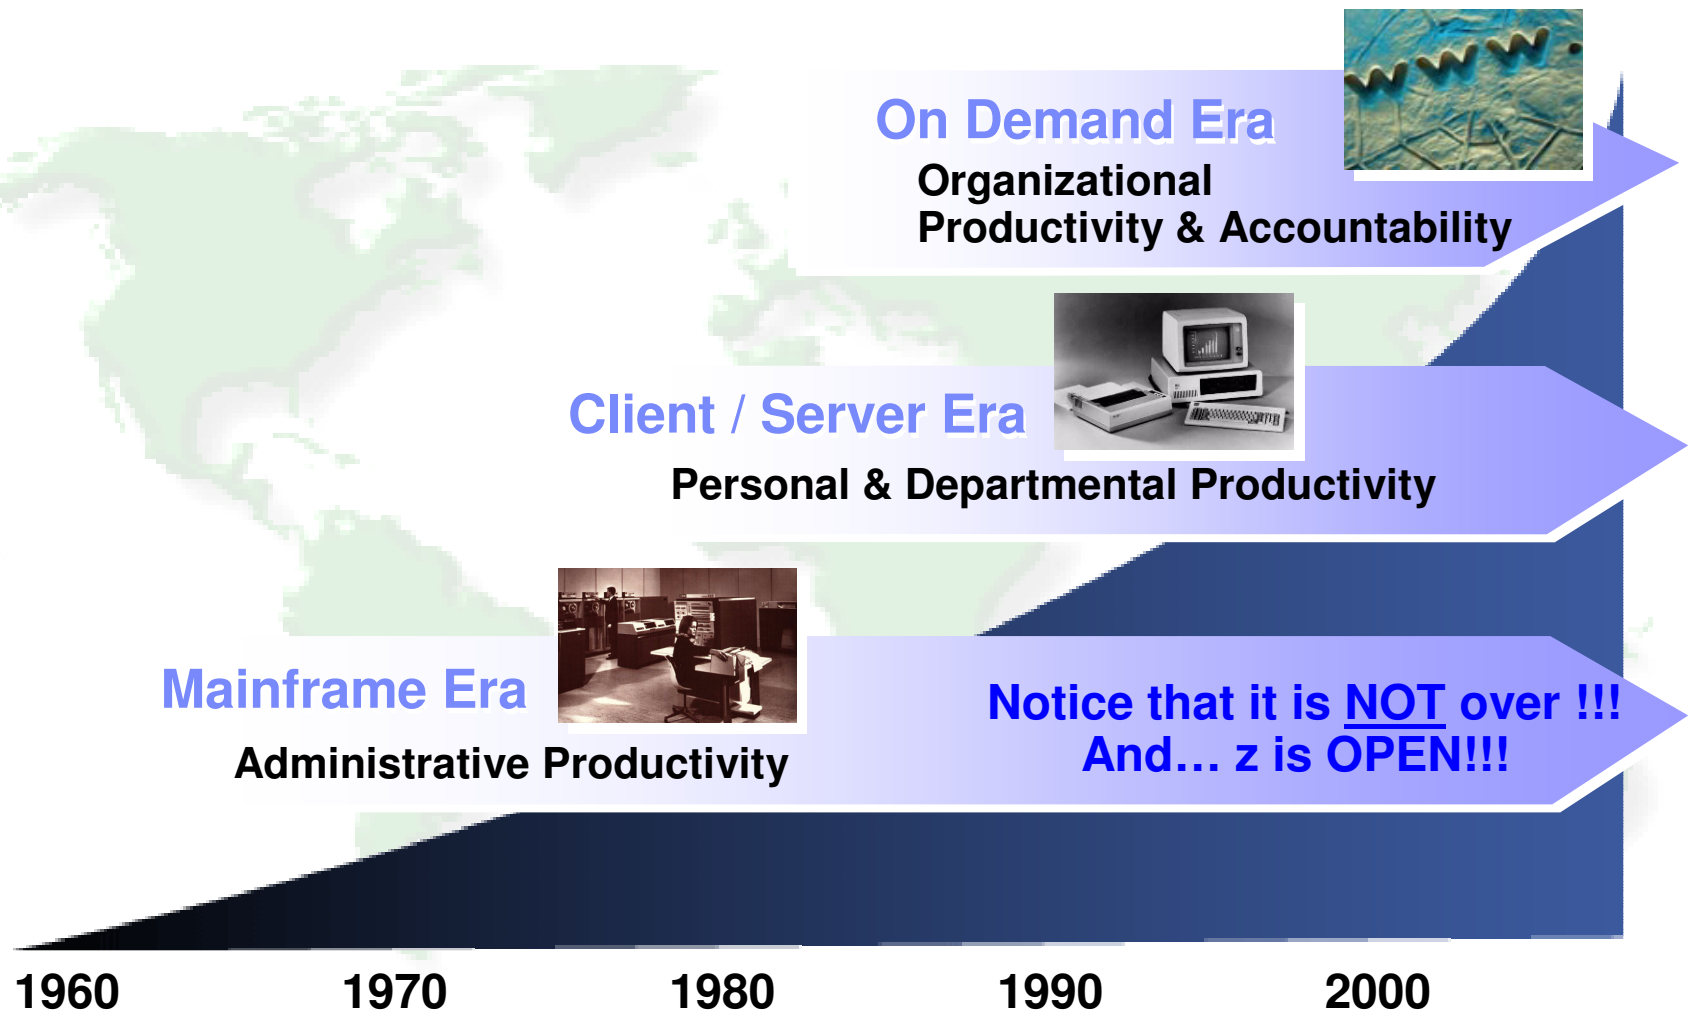 www.
On Demand Era
Organizational
Productivity & Accountability
Client / Server Era
Personal & Departmental Productivity
Mainframe Era
Administrative Productivity
Notice that it is NOT over !!!
And... z is OPEN!!!
1960 1970 1980 1990 2000